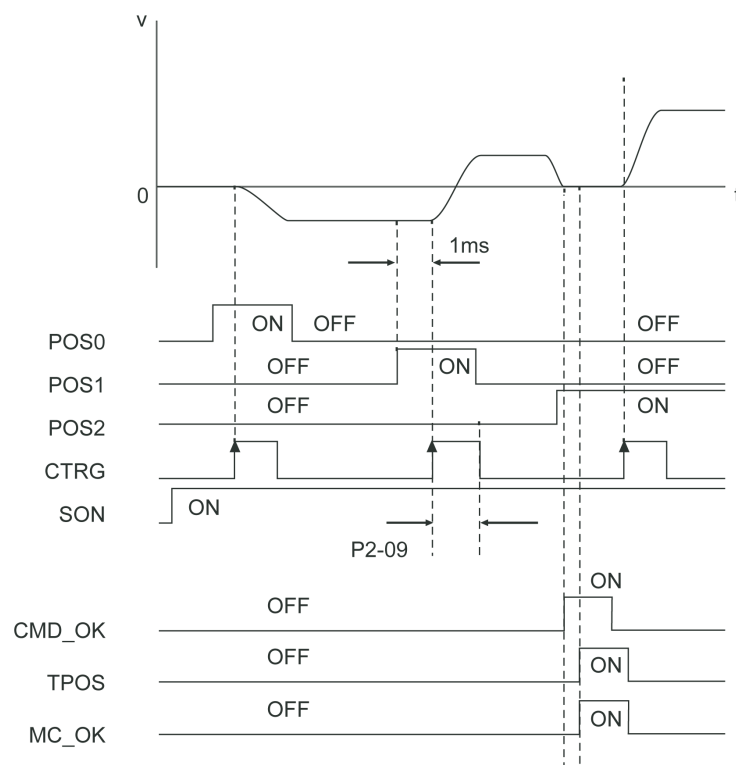 v
0
t
1ms
POS0 ON OFF OFF
POS1 OFF ON OFF
POS2 OFF ON
CTRG
SON ON
P2-09
CMD_OK OFF ON
TPOS OFF ON
MC_OK OFF ON